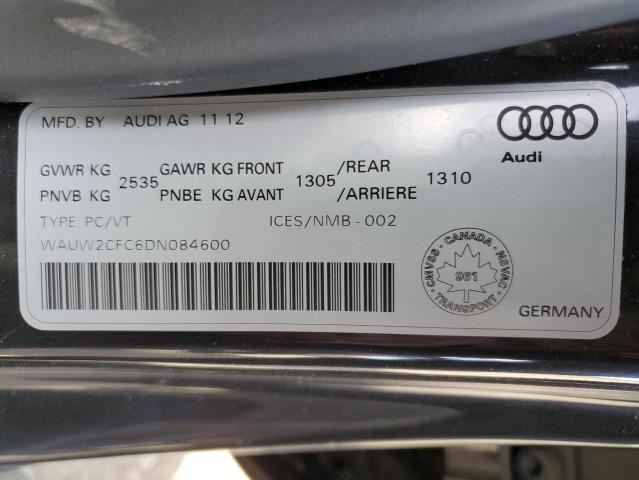 MFD. BY AUDI AG 11 12
Audi
GVWR KG 2535 GAWR KG FRONT 1305 /REAR 1310
PNVB KG PNBE KG AVANT /ARRIERE
TYPE PC/VT ICES/NMB - 002
WAUW2CFC6DN084600
CANADA
CMVSS NSVAC
961
TRANSPORT
GERMANY